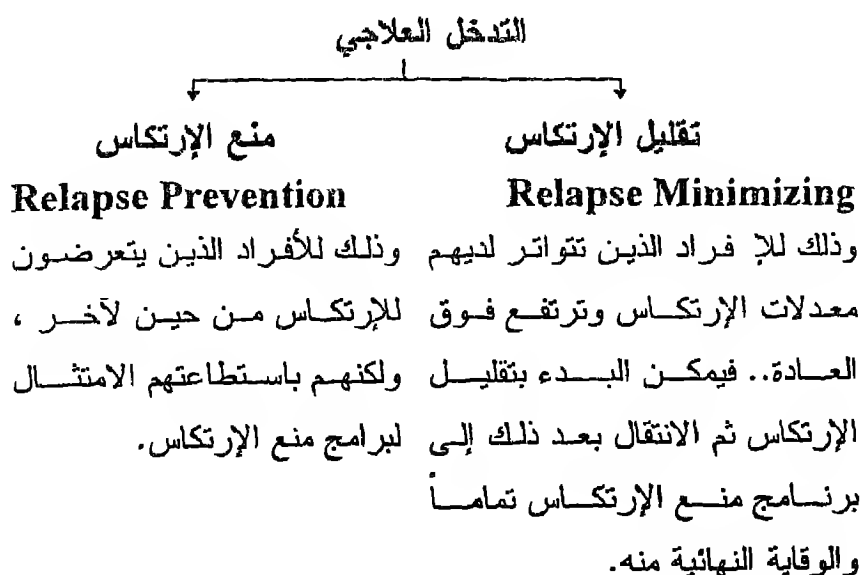 التدخل العلاجي
تقليل الإرتكاس
Relapse Minimizing
وذلك للإ فراد الذين تتواتر لديهم
معدلات الإرتكاس وترتفع فوق
العادة.. فيمكن البدء بتقليل
الإرتكاس ثم الانتقال بعد ذلك إلى
برنامج منع الإرتكاس تماماً
والوقاية النهائية منه.
منع الإرتكاس
Relapse Prevention
وذلك للأفراد الذين يتعرضون
للإرتكاس من حين لآخر ،
ولكنهم باستطاعتهم الامتثال
لبرامج منع الإرتكاس.